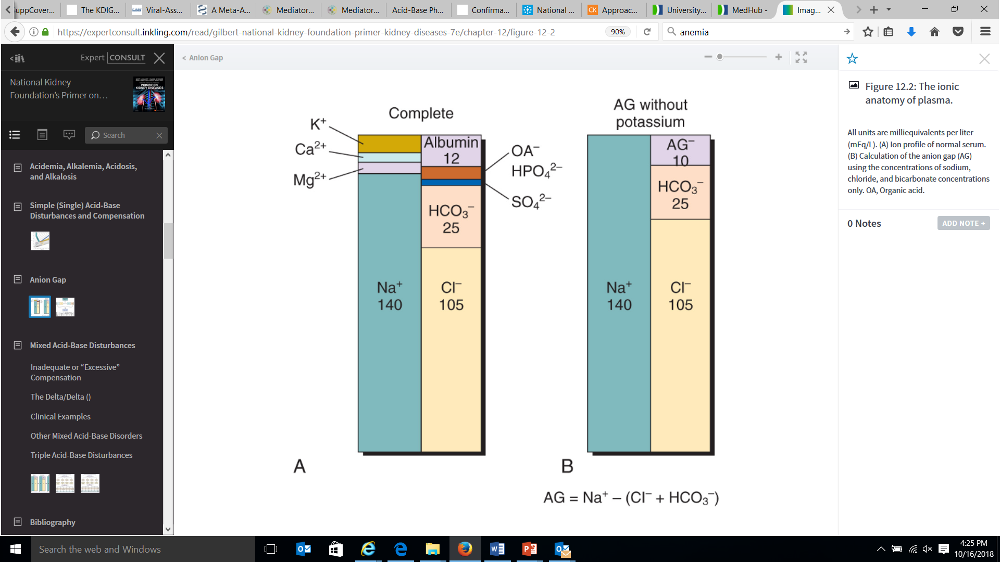 SuppCover...
The KDIG...
Viral-Ass...
A Meta-A...
Mediator...
Mediator...
Acid-Base Ph...
Confirma...
National ...
CK
Approac...
University...
MedHub -
Imag...
https://expertconsult.inkling.com/read/gilbert-national-kidney-foundation-primer-kidney-diseases-7e/chapter-12/figure-12-2
90%
anemia
Expert CONSULT
National Kidney
Foundation's Primer on...
PRIMER ON
KIDNEY DISEASES
Search
Acidemia, Alkalemia, Acidosis,
and Alkalosis
Simple (Single) Acid-Base
Disturbances and Compensation
Anion Gap
Mixed Acid-Base Disturbances
Inadequate or “Excessive”
Compensation
The Delta/Delta ()
Clinical Examples
Other Mixed Acid-Base Disorders
Triple Acid-Base Disturbances
Bibliography
< Anion Gap
Complete
K⁺
Ca²⁺
Mg²⁺
Albumin
12
OA⁻
HPO₄²⁻
SO₄²⁻
HCO₃⁻
25
Na⁺
140
Cl⁻
105
A
AG without
potassium
AG⁻
10
HCO₃⁻
25
Na⁺
140
Cl⁻
105
B
AG = Na⁺ – (Cl⁻ + HCO₃⁻)
Figure 12.2: The ionic
anatomy of plasma.
All units are milliequivalents per liter
(mEq/L). (A) Ion profile of normal serum.
(B) Calculation of the anion gap (AG)
using the concentrations of sodium,
chloride, and bicarbonate concentrations
only. OA, Organic acid.
0 Notes
ADD NOTE +
Search the web and Windows
4:25 PM
10/16/2018